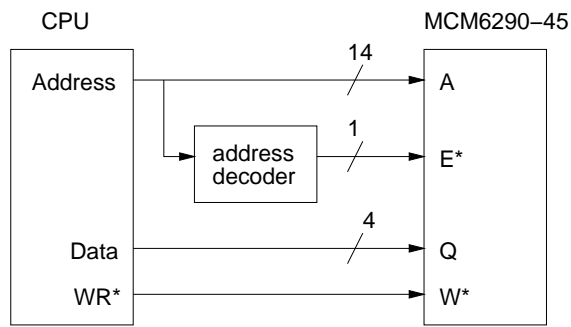 CPU
MCM6290−45
14
Address
A
1
address
decoder
E*
4
Data
Q
WR*
W*